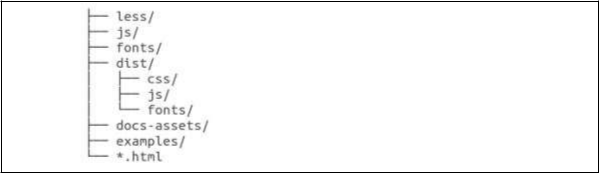 ├── less/
├── js/
├── fonts/
├── dist/
│   ├── css/
│   ├── js/
│   └── fonts/
├── docs-assets/
├── examples/
└── *.html